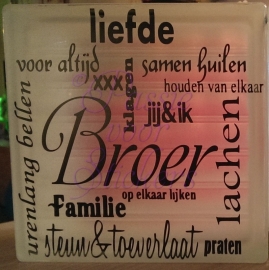 liefde
voor altijd
samen huilen
xxx
klagen
houden van elkaar
jij&ik
urenlang bellen
Broer
lachen
op elkaar lijken
Familie
steun&toeverlaat
praten